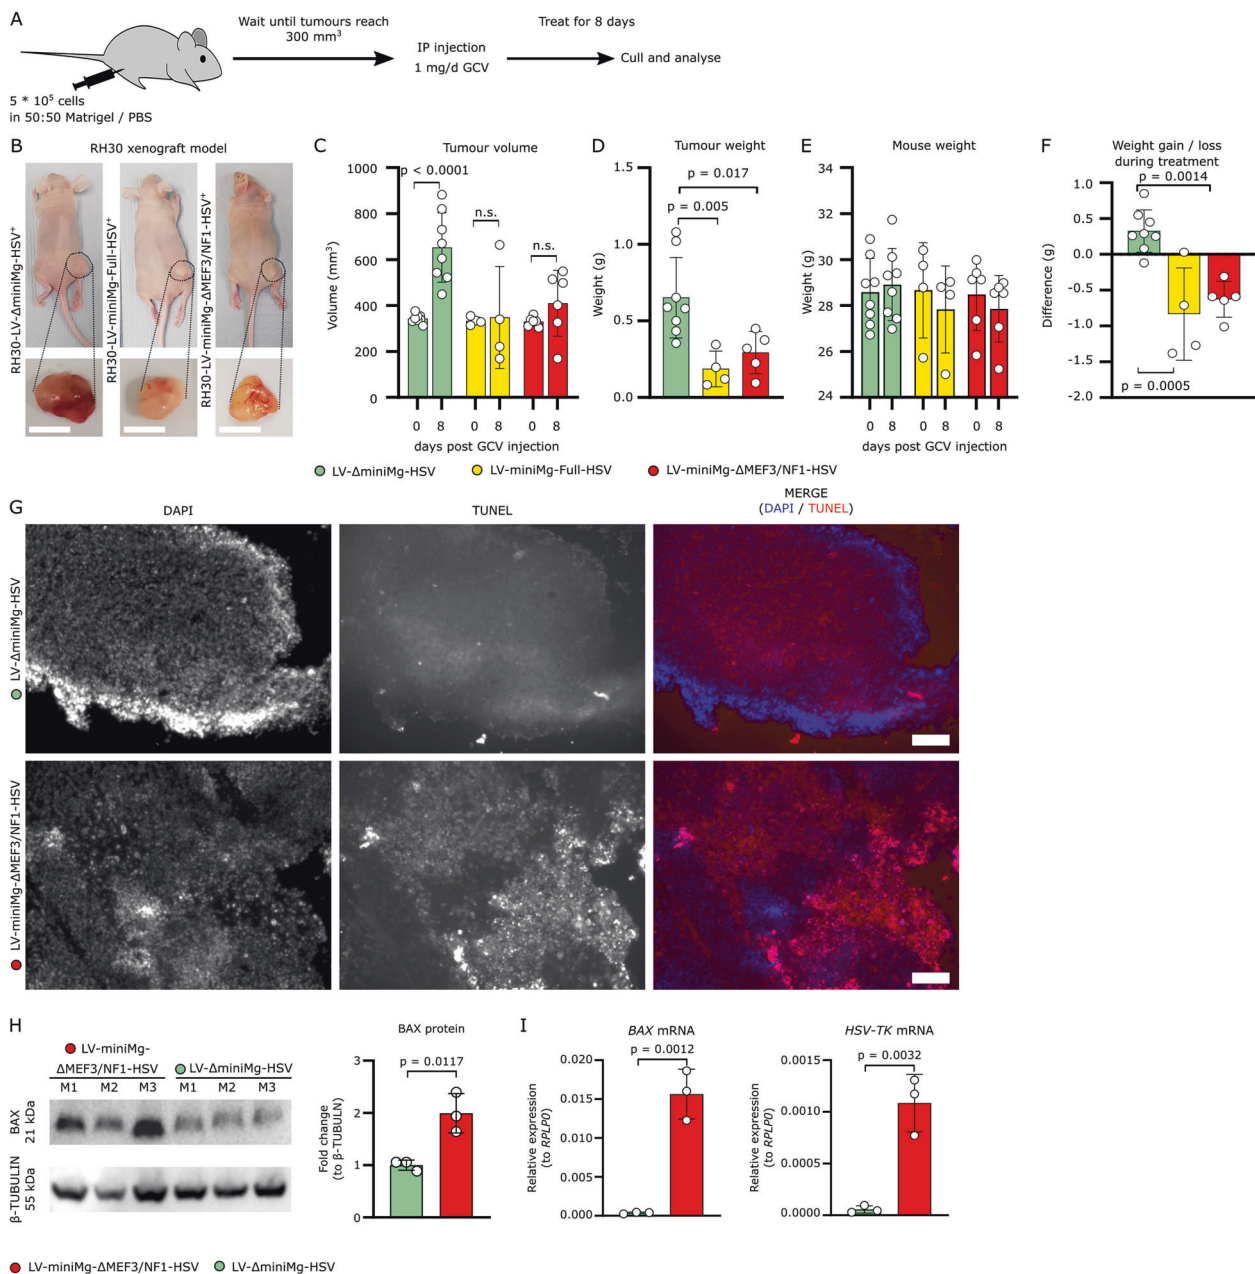 A
Wait until tumours reach
300 mm³
IP injection
1 mg/d GCV
Treat for 8 days
Cull and analyse
5 * 10⁵ cells
in 50:50 Matrigel / PBS
B
RH30 xenograft model
RH30-LV-ΔminiMg-HSV⁺
RH30-LV-miniMg-Full-HSV⁺
RH30-LV-miniMg-ΔMEF3/NF1-HSV⁺
C
Tumour volume
p < 0.0001
n.s.
n.s.
Volume (mm³)
1000
800
600
400
200
0
0 8 0 8 0 8
days post GCV injection
D
Tumour weight
p = 0.017
p = 0.005
Weight (g)
1.5
1.0
0.5
0.0
E
Mouse weight
Weight (g)
34
32
30
28
26
24
0 8 0 8 0 8
days post GCV injection
F
Weight gain / loss
during treatment
p = 0.0014
Difference (g)
1.0
0.5
0.0
-0.5
-1.0
-1.5
-2.0
p = 0.0005
LV-ΔminiMg-HSV
LV-miniMg-Full-HSV
LV-miniMg-ΔMEF3/NF1-HSV
G
DAPI
TUNEL
MERGE
(DAPI / TUNEL)
LV-ΔminiMg-HSV
LV-miniMg-ΔMEF3/NF1-HSV
H
LV-miniMg-
ΔMEF3/NF1-HSV
LV-ΔminiMg-HSV
M1 M2 M3 M1 M2 M3
BAX
21 kDa
β-TUBULIN
55 kDa
BAX protein
p = 0.0117
Fold change
(to β-TUBULN)
3
2
1
0
I
BAX mRNA
p = 0.0012
Relative expression
(to RPLP0)
0.020
0.015
0.010
0.005
0.000
HSV-TK mRNA
p = 0.0032
Relative expression
(to RPLP0)
0.0015
0.0010
0.0005
0.0000
LV-miniMg-ΔMEF3/NF1-HSV
LV-ΔminiMg-HSV